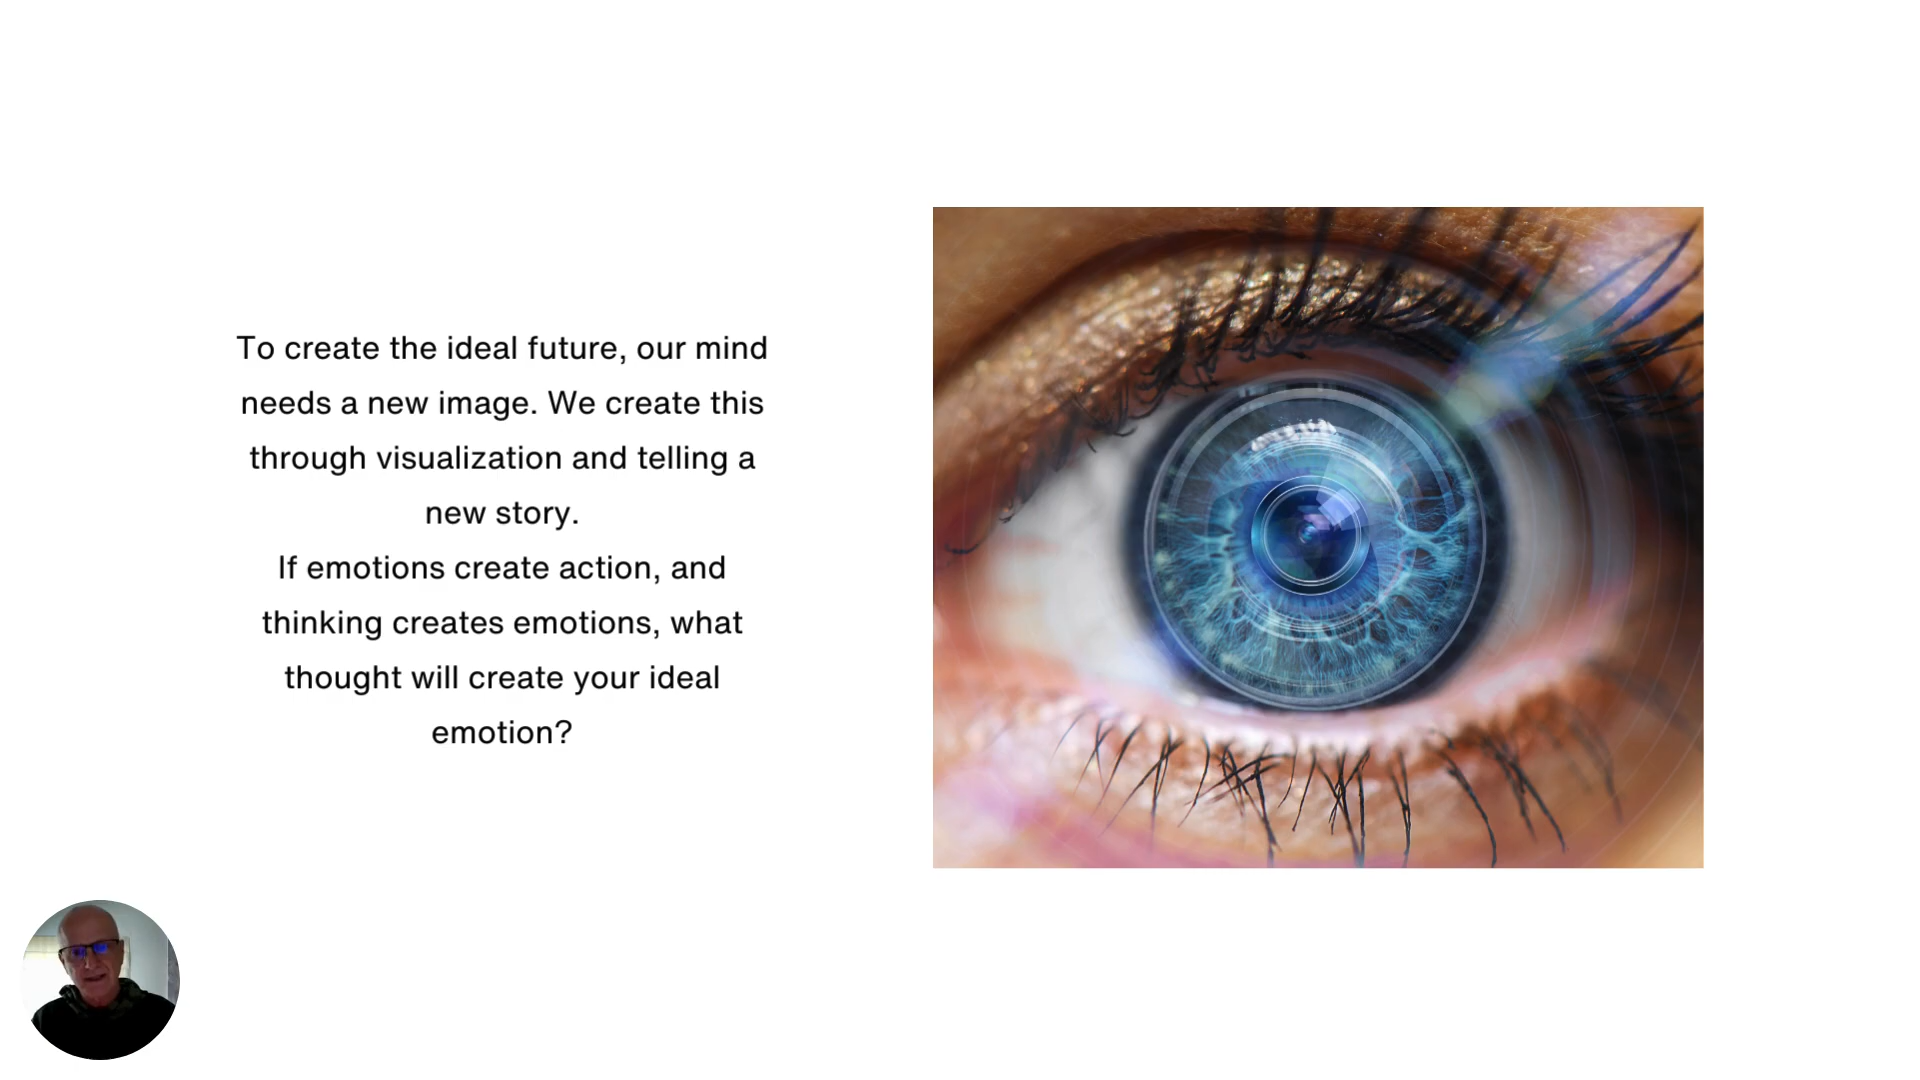 To create the ideal future, our mind
needs a new image. We create this
through visualization and telling a
new story.
If emotions create action, and
thinking creates emotions, what
thought will create your ideal
emotion?